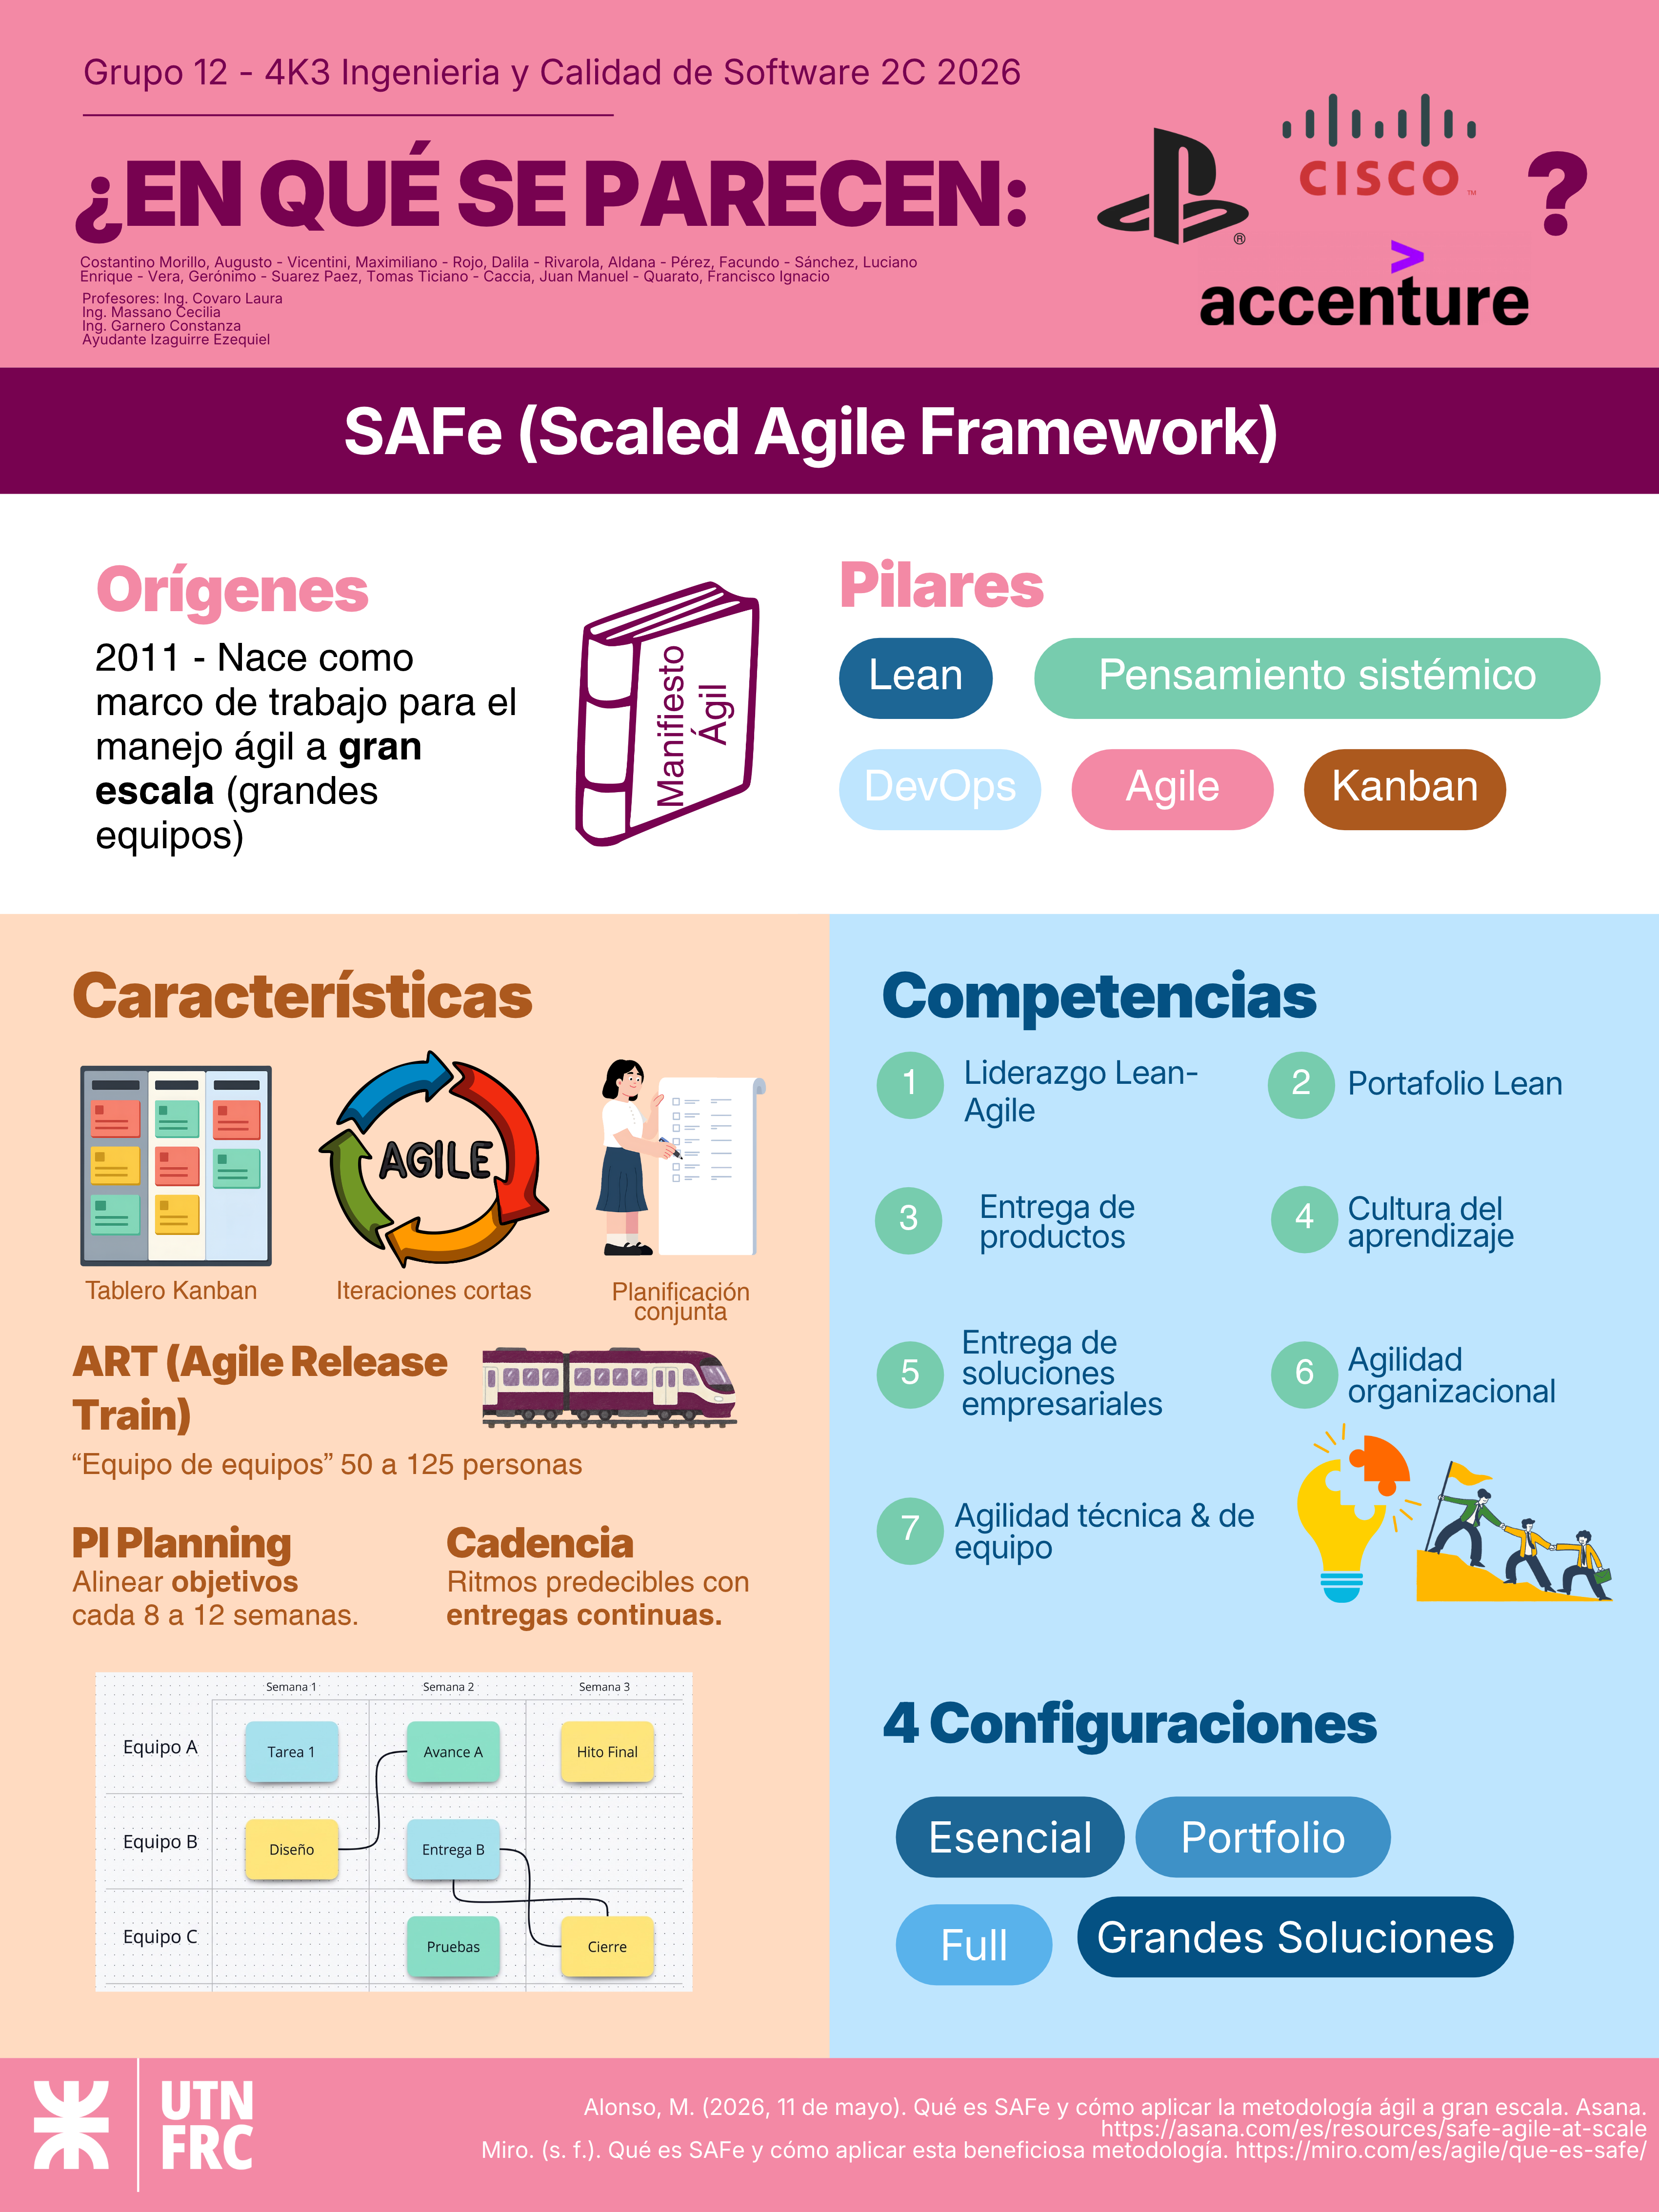 Grupo 12 - 4K3 Ingenieria y Calidad de Software 2C 2026
¿EN QUÉ SE PARECEN:
CISCO
TM
®
?
accenture
Costantino Morillo, Augusto - Vicentini, Maximiliano - Rojo, Dalila - Rivarola, Aldana - Pérez, Facundo - Sánchez, Luciano
Enrique - Vera, Gerónimo - Suarez Paez, Tomas Ticiano - Caccia, Juan Manuel - Quarato, Francisco Ignacio
Profesores: Ing. Covaro Laura
Ing. Massano Cecilia
Ing. Garnero Constanza
Ayudante Izaguirre Ezequiel
SAFe (Scaled Agile Framework)
Orígenes
2011 - Nace como
marco de trabajo para el
manejo ágil a gran
escala (grandes
equipos)
Manifiesto
Ágil
Pilares
Lean
Pensamiento sistémico
DevOps
Agile
Kanban
Características
AGILE
Tablero Kanban
Iteraciones cortas
Planificación
conjunta
ART (Agile Release
Train)
“Equipo de equipos” 50 a 125 personas
PI Planning
Alinear objetivos
cada 8 a 12 semanas.
Cadencia
Ritmos predecibles con
entregas continuas.
Semana 1
Semana 2
Semana 3
Equipo A
Tarea 1
Avance A
Hito Final
Equipo B
Diseño
Entrega B
Equipo C
Pruebas
Cierre
Competencias
1
Liderazgo Lean-
Agile
2
Portafolio Lean
3
Entrega de
productos
4
Cultura del
aprendizaje
5
Entrega de
soluciones
empresariales
6
Agilidad
organizacional
7
Agilidad técnica & de
equipo
4 Configuraciones
Esencial
Portfolio
Full
Grandes Soluciones
UTN
FRC
Alonso, M. (2026, 11 de mayo). Qué es SAFe y cómo aplicar la metodología ágil a gran escala. Asana.
https://asana.com/es/resources/safe-agile-at-scale
Miro. (s. f.). Qué es SAFe y cómo aplicar esta beneficiosa metodología. https://miro.com/es/agile/que-es-safe/